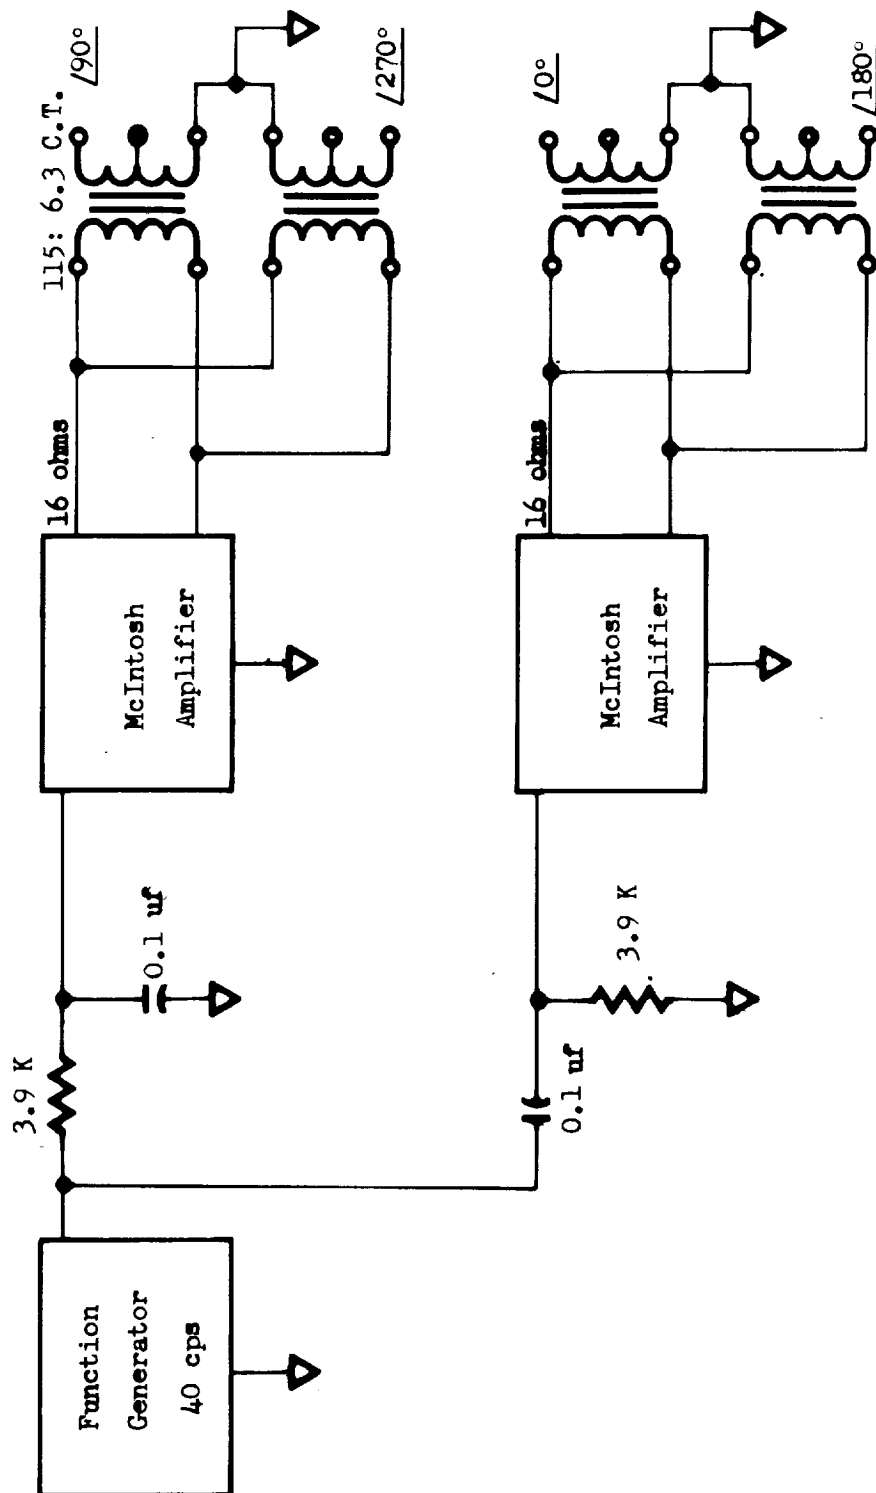 Function
Generator
40 cps
3.9 K
0.1 uf
McIntosh
Amplifier
16 ohms
115: 6.3 C.T.
/90°
/270°
0.1 uf
3.9 K
McIntosh
Amplifier
16 ohms
/0°
/180°